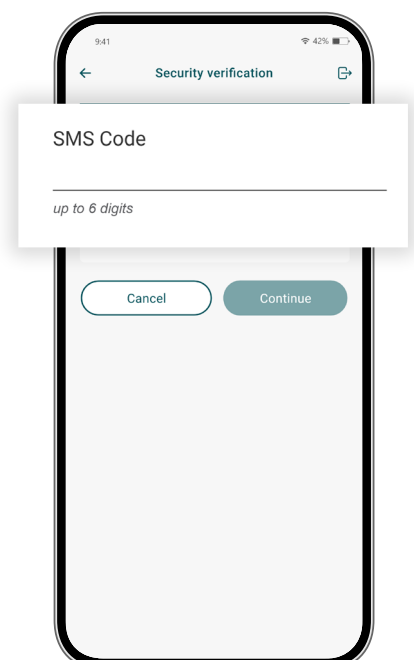 9:41 42%
Security verification
SMS Code
up to 6 digits
Cancel Continue